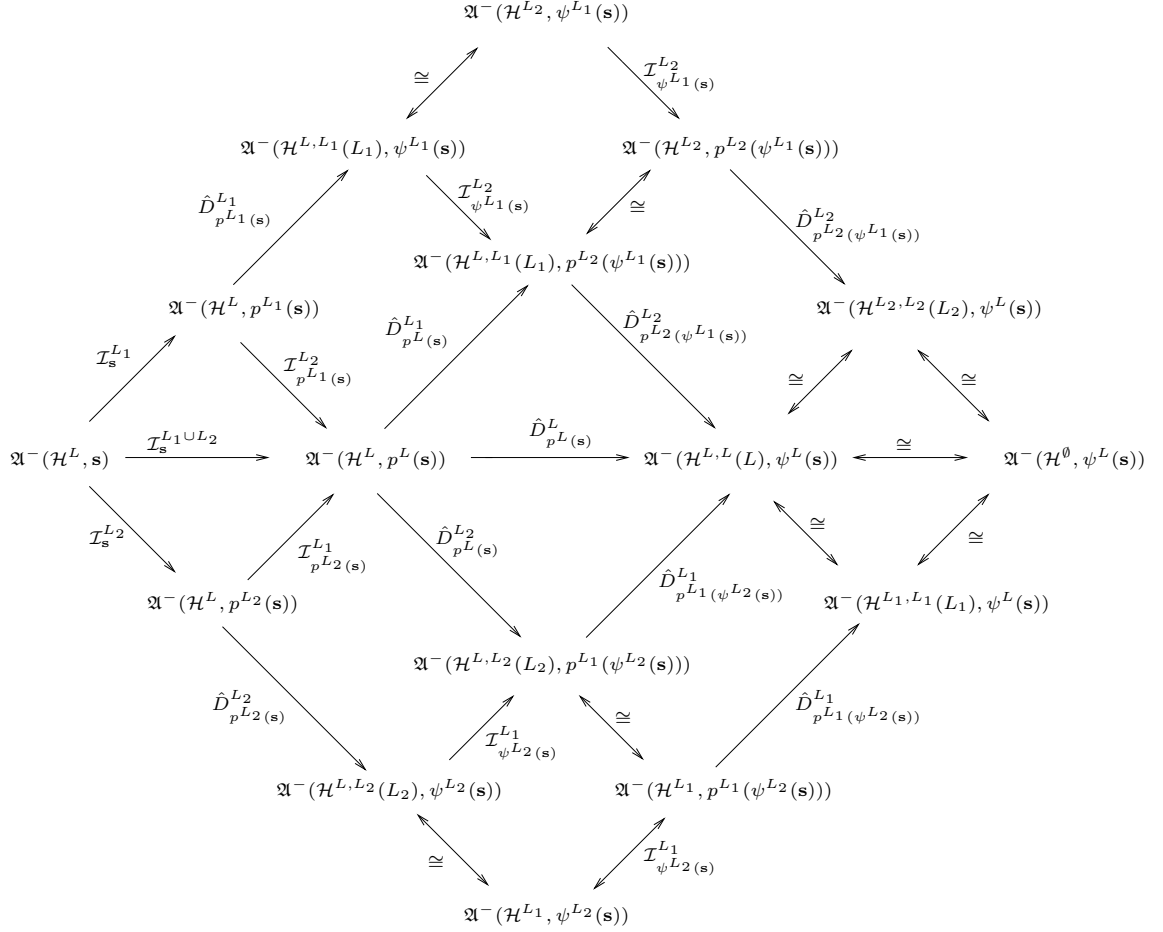 𝔄⁻(ℋ^{L_2}, ψ^{L_1}(𝐬))
≅
ℐ^{L_2}_{ψ^{L_1}(𝐬)}
𝔄⁻(ℋ^{L,L_1}(L_1), ψ^{L_1}(𝐬))
𝔄⁻(ℋ^{L_2}, p^{L_2}(ψ^{L_1}(𝐬)))
D̂^{L_1}_{p^{L_1}(𝐬)}
ℐ^{L_2}_{ψ^{L_1}(𝐬)}
≅
D̂^{L_2}_{p^{L_2}(ψ^{L_1}(𝐬))}
𝔄⁻(ℋ^{L,L_1}(L_1), p^{L_2}(ψ^{L_1}(𝐬)))
𝔄⁻(ℋ^L, p^{L_1}(𝐬))
𝔄⁻(ℋ^{L_2,L_2}(L_2), ψ^L(𝐬))
ℐ^{L_1}_𝐬
ℐ^{L_2}_{p^{L_1}(𝐬)}
D̂^{L_1}_{p^L(𝐬)}
D̂^{L_2}_{p^{L_2}(ψ^{L_1}(𝐬))}
≅
≅
𝔄⁻(ℋ^L, 𝐬)
ℐ^{L_1∪L_2}_𝐬
𝔄⁻(ℋ^L, p^L(𝐬))
D̂^L_{p^L(𝐬)}
𝔄⁻(ℋ^{L,L}(L), ψ^L(𝐬))
≅
𝔄⁻(ℋ^∅, ψ^L(𝐬))
ℐ^{L_2}_𝐬
ℐ^{L_1}_{p^{L_2}(𝐬)}
D̂^{L_2}_{p^L(𝐬)}
D̂^{L_1}_{p^{L_1}(ψ^{L_2}(𝐬))}
≅
≅
𝔄⁻(ℋ^L, p^{L_2}(𝐬))
𝔄⁻(ℋ^{L_1,L_1}(L_1), ψ^L(𝐬))
𝔄⁻(ℋ^{L,L_2}(L_2), p^{L_1}(ψ^{L_2}(𝐬)))
D̂^{L_2}_{p^{L_2}(𝐬)}
ℐ^{L_1}_{ψ^{L_2}(𝐬)}
≅
D̂^{L_1}_{p^{L_1}(ψ^{L_2}(𝐬))}
𝔄⁻(ℋ^{L,L_2}(L_2), ψ^{L_2}(𝐬))
𝔄⁻(ℋ^{L_1}, p^{L_1}(ψ^{L_2}(𝐬)))
≅
ℐ^{L_1}_{ψ^{L_2}(𝐬)}
𝔄⁻(ℋ^{L_1}, ψ^{L_2}(𝐬))